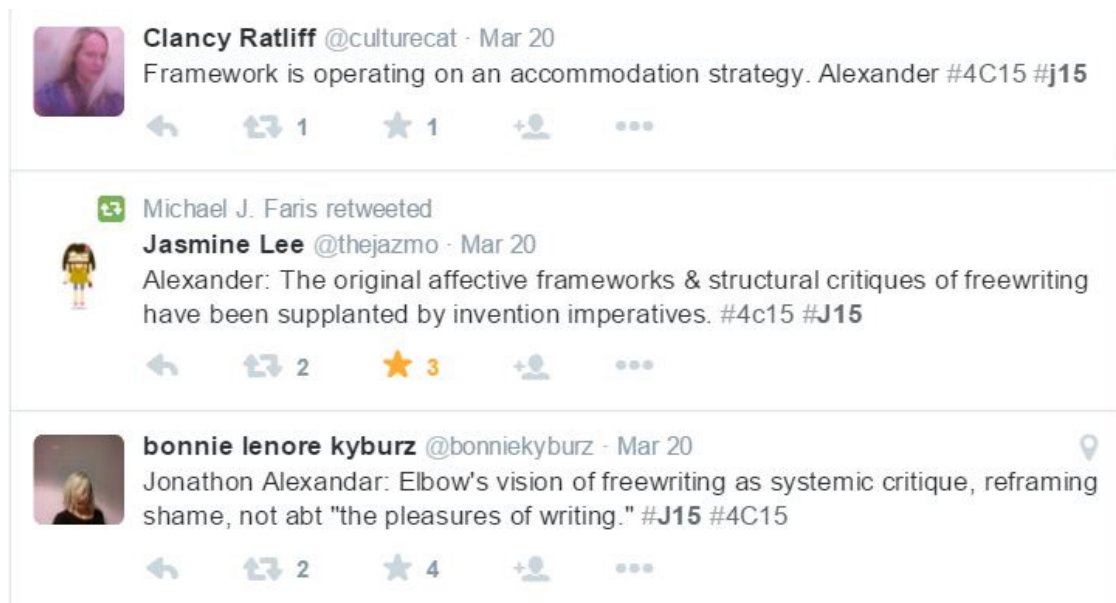 Clancy Ratliff @culturecat · Mar 20
Framework is operating on an accommodation strategy. Alexander #4C15 #j15
1 1
Michael J. Faris retweeted
Jasmine Lee @thejazmo · Mar 20
Alexander: The original affective frameworks & structural critiques of freewriting
have been supplanted by invention imperatives. #4c15 #J15
2 3
bonnie lenore kyburz @bonniekyburz · Mar 20
Jonathon Alexandar: Elbow's vision of freewriting as systemic critique, reframing
shame, not abt "the pleasures of writing." #J15 #4C15
2 4